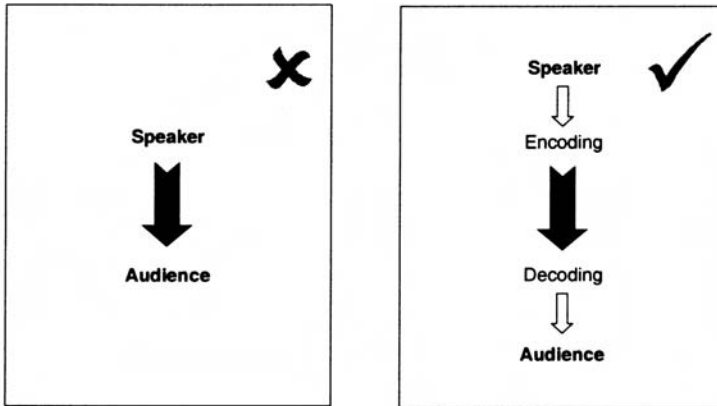 Speaker
Audience
Speaker
Encoding
Decoding
Audience